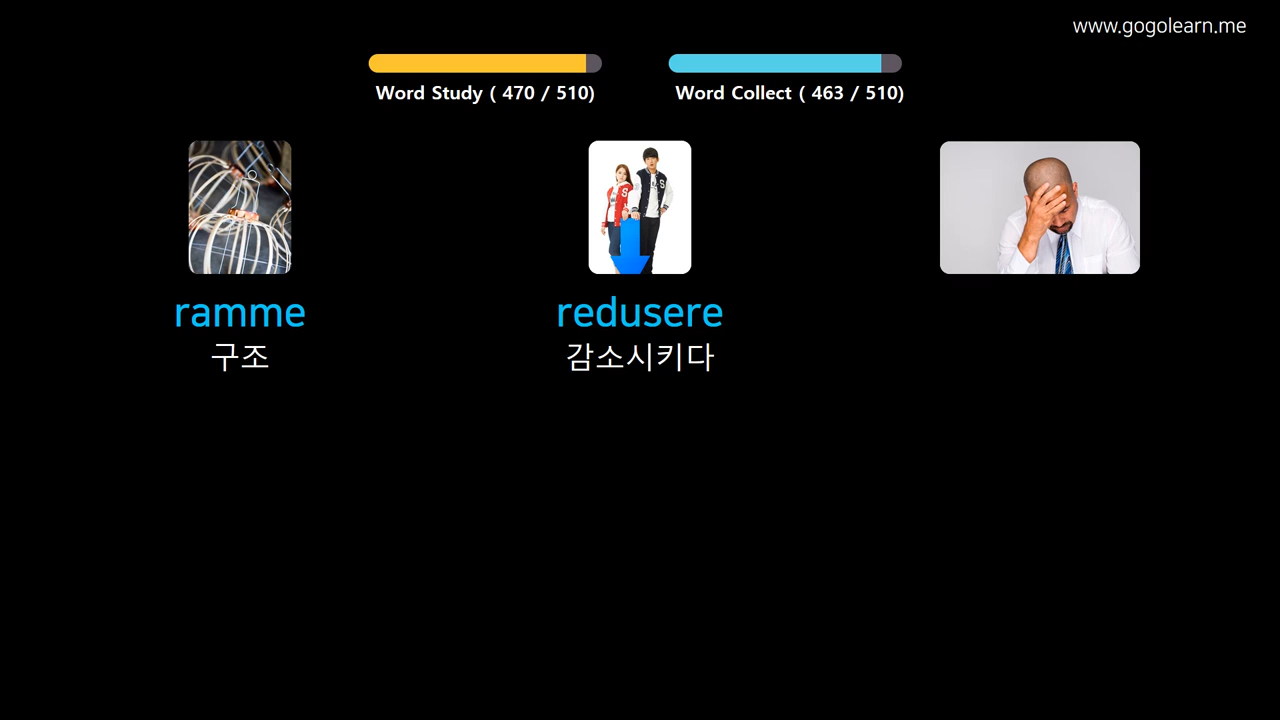 www.gogolearn.me
Word Study ( 470 / 510)
Word Collect ( 463 / 510)
ramme
구조
redusere
감소시키다